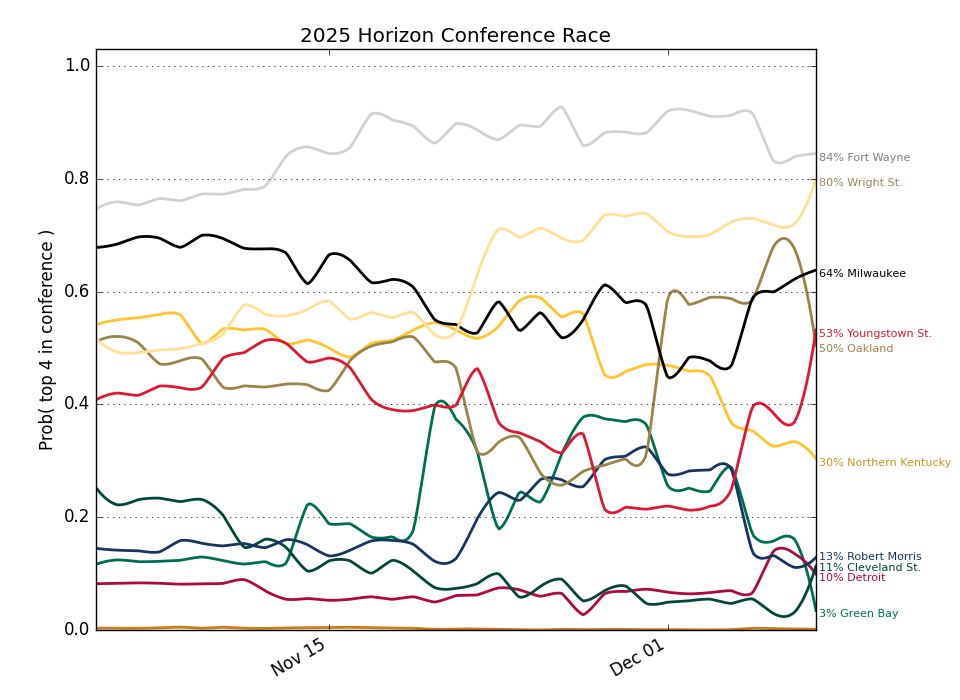 2025 Horizon Conference Race
Prob( top 4 in conference )
1.0
0.8
0.6
0.4
0.2
0.0
Nov 15
Dec 01
84% Fort Wayne
80% Wright St.
64% Milwaukee
53% Youngstown St.
50% Oakland
30% Northern Kentucky
13% Robert Morris
11% Cleveland St.
10% Detroit
3% Green Bay